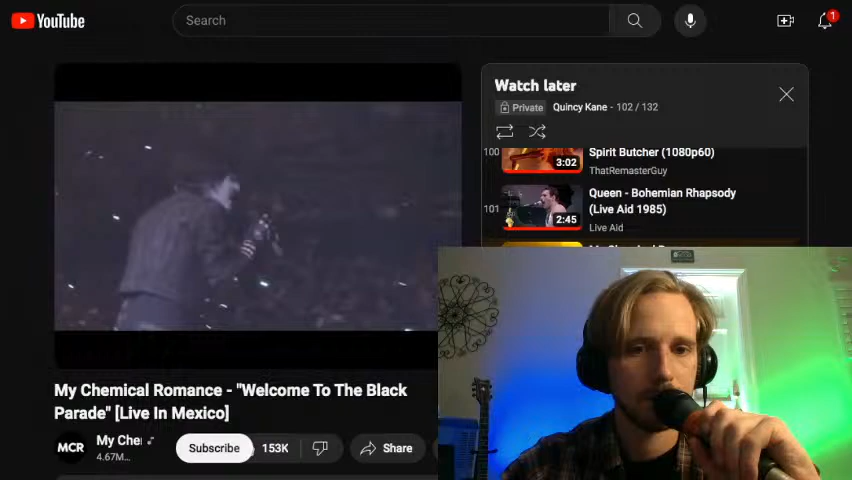 YouTube
Search
1
Watch later
Private Quincy Kane - 102 / 132
100
Spirit Butcher (1080p60)
3:02
ThatRemasterGuy
101
Queen - Bohemian Rhapsody
(Live Aid 1985)
2:45
Live Aid
My Chemical Romance - "Welcome To The Black
Parade" [Live In Mexico]
MCR
My Che
4.67M...
Subscribe
153K
Share